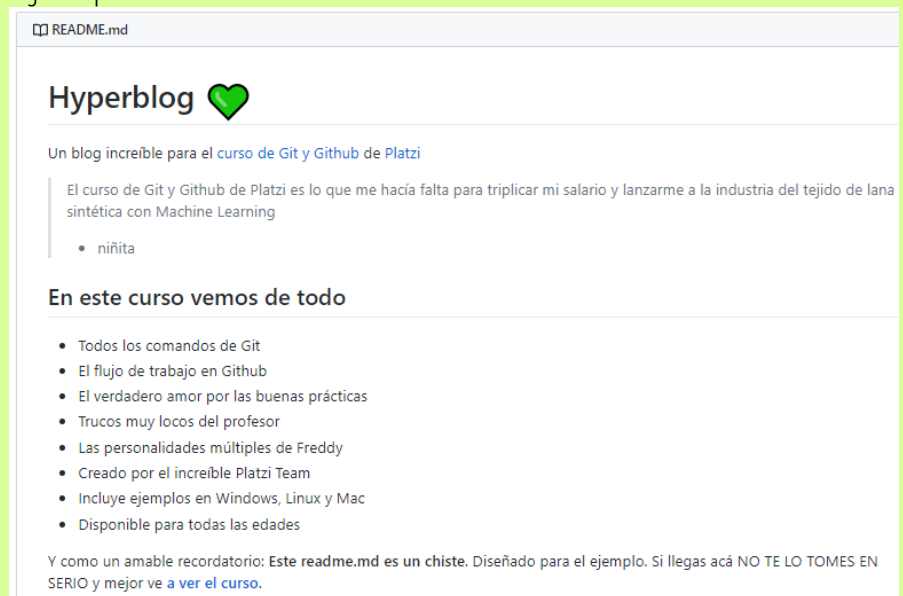 README.md
Hyperblog 💚
Un blog increíble para el curso de Git y Github de Platzi
El curso de Git y Github de Platzi es lo que me hacía falta para triplicar mi salario y lanzarme a la industria del tejido de lana
sintética con Machine Learning
• niñita
En este curso vemos de todo
• Todos los comandos de Git
• El flujo de trabajo en Github
• El verdadero amor por las buenas prácticas
• Trucos muy locos del profesor
• Las personalidades múltiples de Freddy
• Creado por el increíble Platzi Team
• Incluye ejemplos en Windows, Linux y Mac
• Disponible para todas las edades
Y como un amable recordatorio: Este readme.md es un chiste. Diseñado para el ejemplo. Si llegas acá NO TE LO TOMES EN
SERIO y mejor ve a ver el curso.